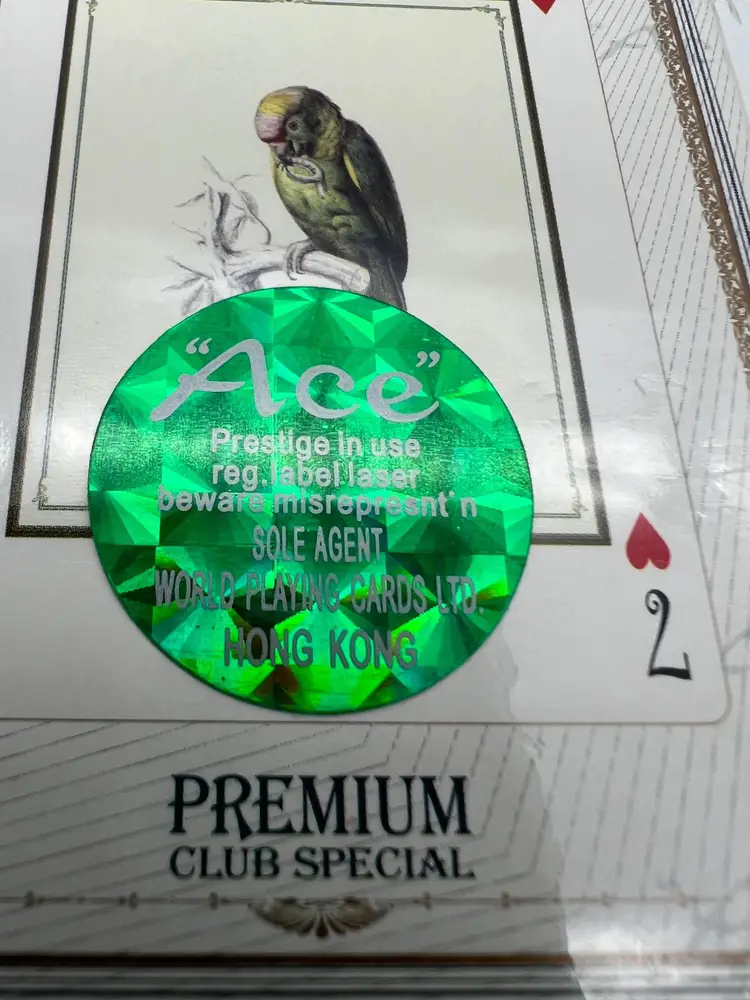 “Ace”
Prestige in use
reg.label laser
beware misrepresnt'n
SOLE AGENT
WORLD PLAYING CARDS LTD.
HONG KONG
2
PREMIUM
CLUB SPECIAL